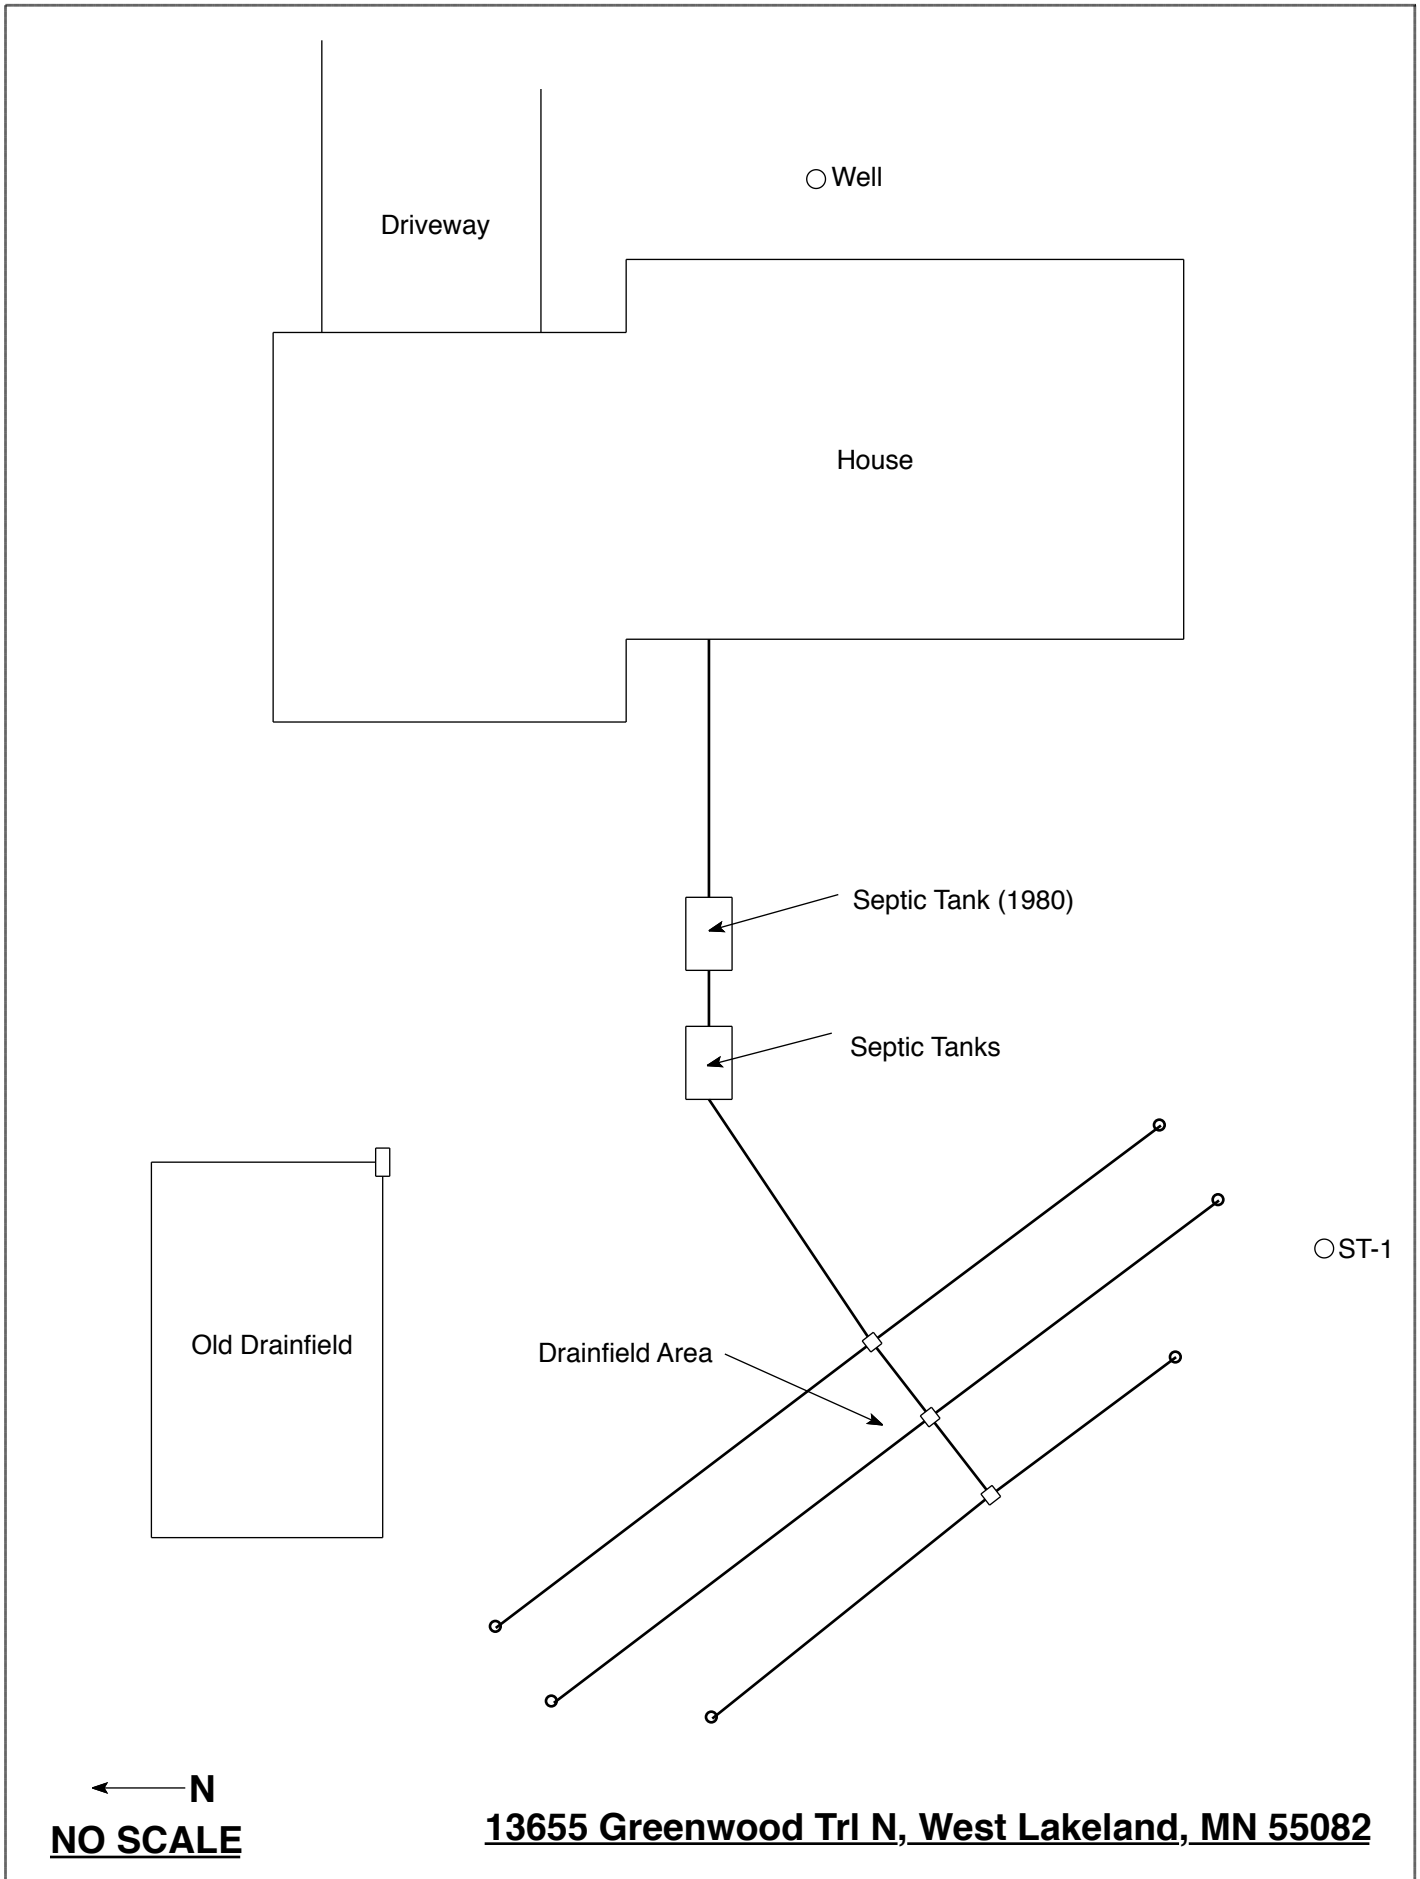 Well
Driveway
House
Septic Tank (1980)
Septic Tanks
ST-1
Old Drainfield
Drainfield Area
N
NO SCALE
13655 Greenwood Trl N, West Lakeland, MN 55082